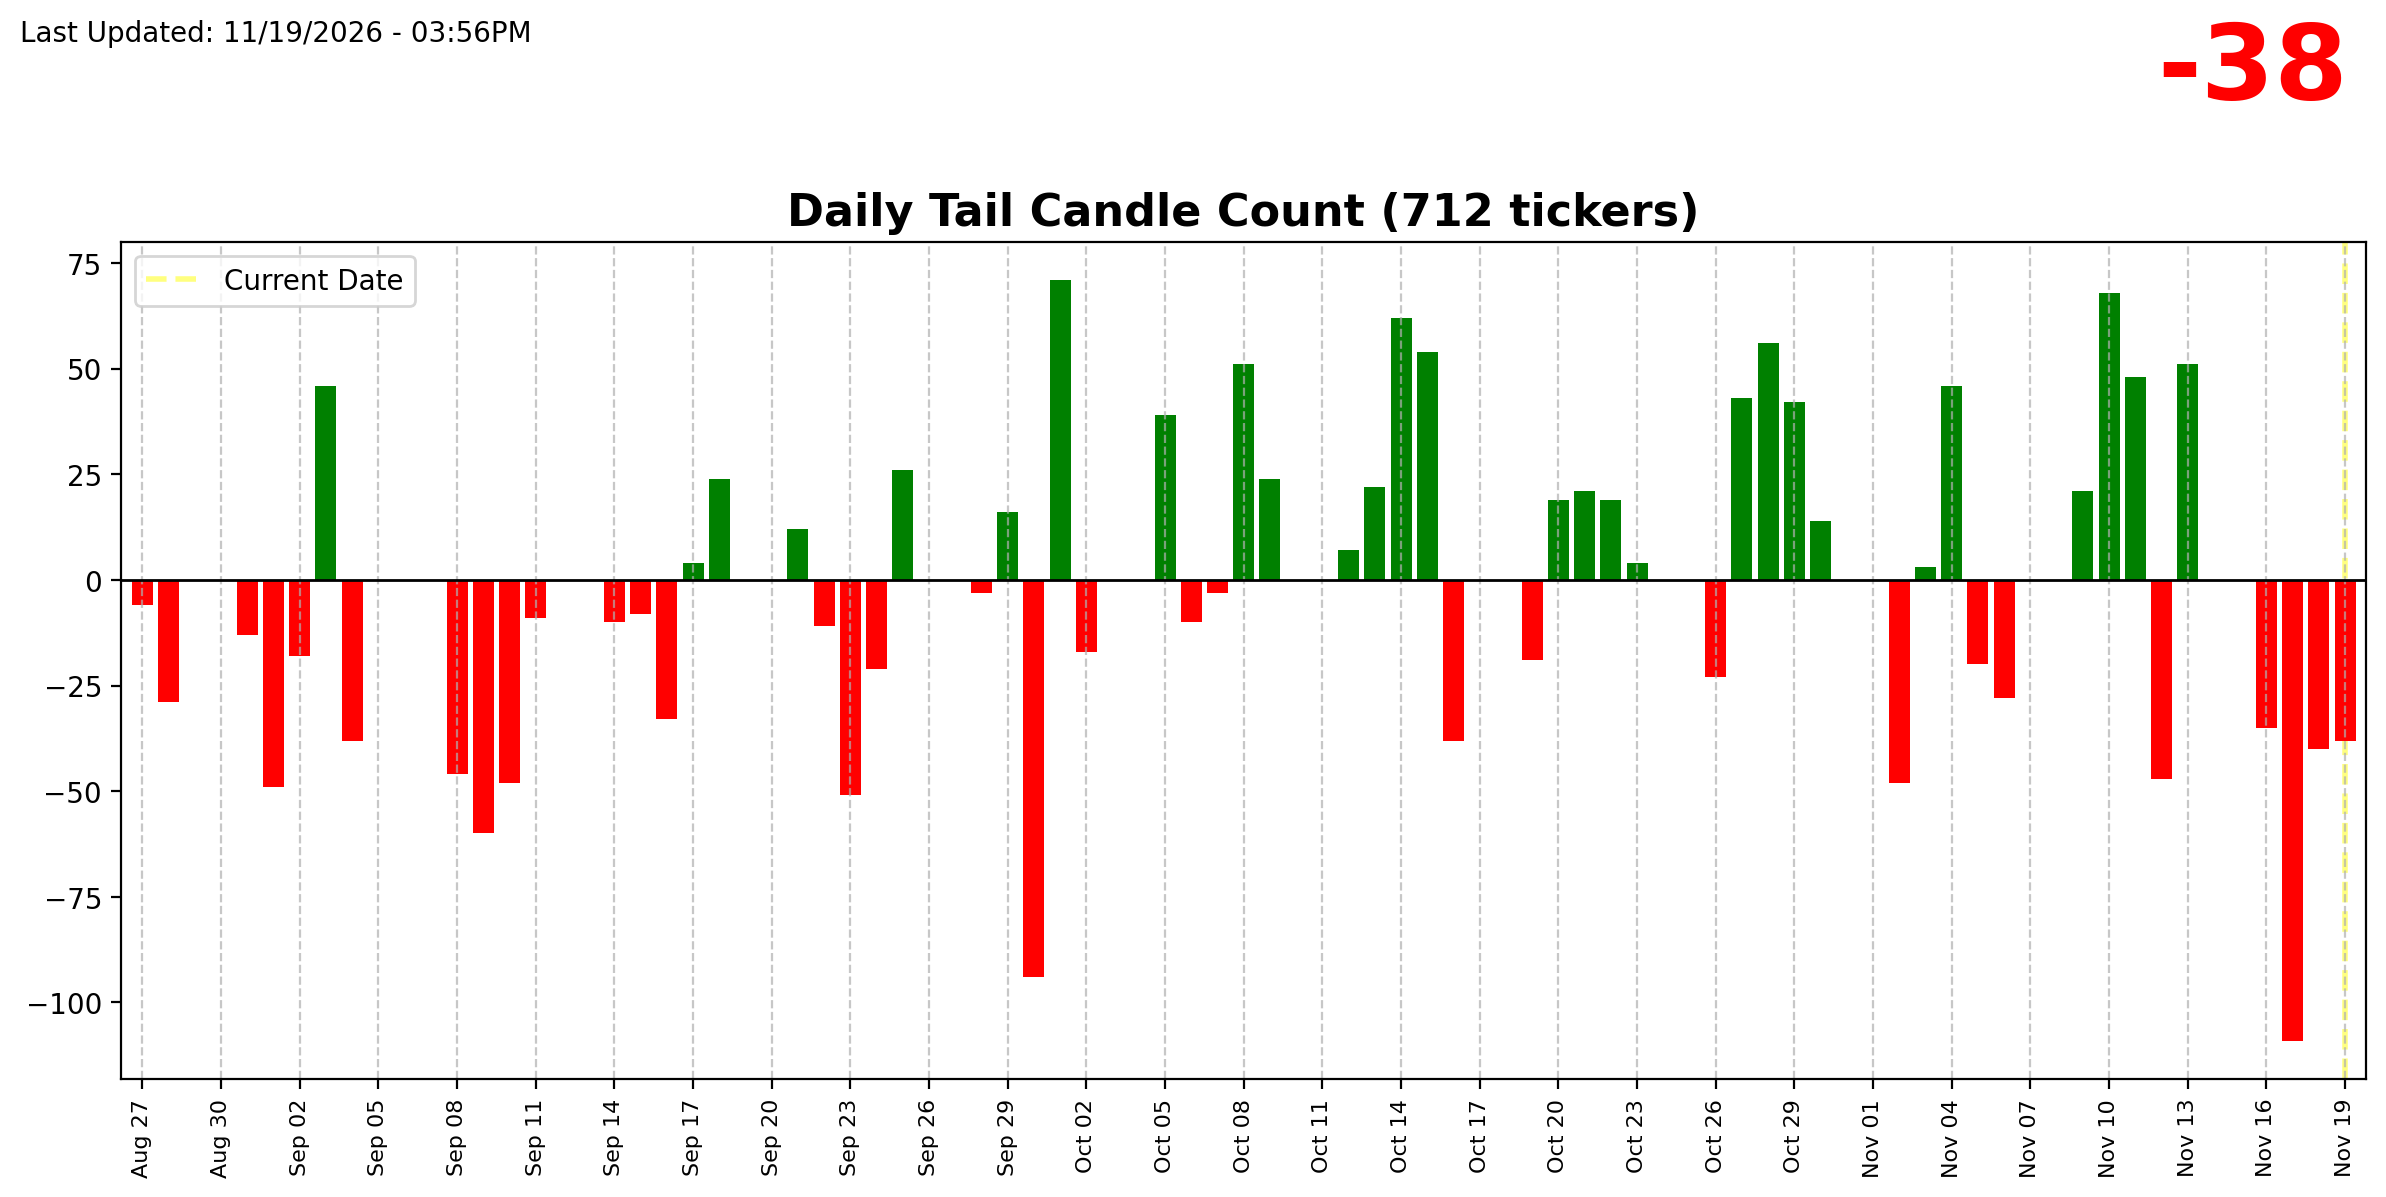 Last Updated: 11/19/2026 - 03:56PM
-38
Daily Tail Candle Count (712 tickers)
Current Date
75
50
25
0
−25
−50
−75
−100
Aug 27
Aug 30
Sep 02
Sep 05
Sep 08
Sep 11
Sep 14
Sep 17
Sep 20
Sep 23
Sep 26
Sep 29
Oct 02
Oct 05
Oct 08
Oct 11
Oct 14
Oct 17
Oct 20
Oct 23
Oct 26
Oct 29
Nov 01
Nov 04
Nov 07
Nov 10
Nov 13
Nov 16
Nov 19